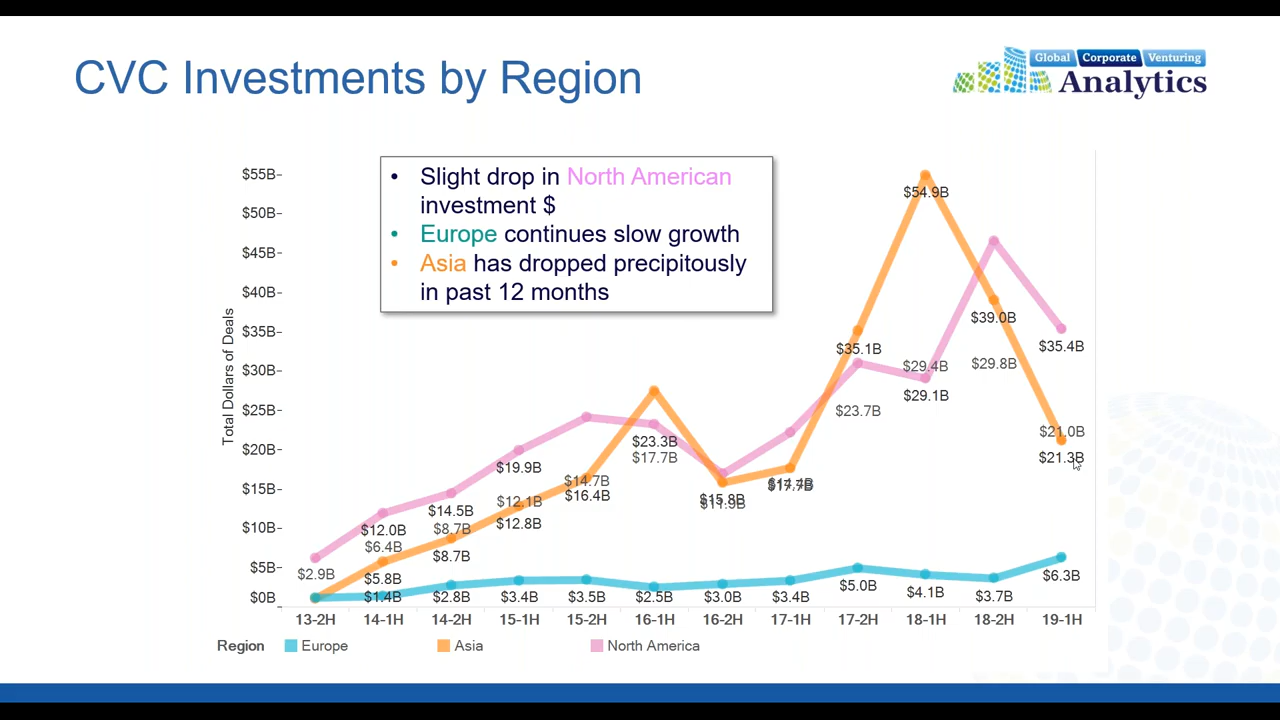 CVC Investments by Region
Global Corporate Venturing
Analytics
• Slight drop in North American
investment $
• Europe continues slow growth
• Asia has dropped precipitously
in past 12 months
Total Dollars of Deals
$55B
$50B
$45B
$40B
$35B
$30B
$25B
$20B
$15B
$10B
$5B
$0B
$54.9B
$39.0B
$35.1B
$35.4B
$29.4B
$29.8B
$29.1B
$23.7B
$21.0B
$21.3B
$23.3B
$17.7B
$19.9B
$14.7B
$16.4B
$15.8B
$14.5B
$12.1B
$12.8B
$12.0B
$8.7B
$6.4B
$8.7B
$2.9B
$5.8B
$1.4B
$2.8B
$3.4B
$3.5B
$2.5B
$3.0B
$3.4B
$5.0B
$4.1B
$3.7B
$6.3B
13-2H 14-1H 14-2H 15-1H 15-2H 16-1H 16-2H 17-1H 17-2H 18-1H 18-2H 19-1H
Region Europe Asia North America